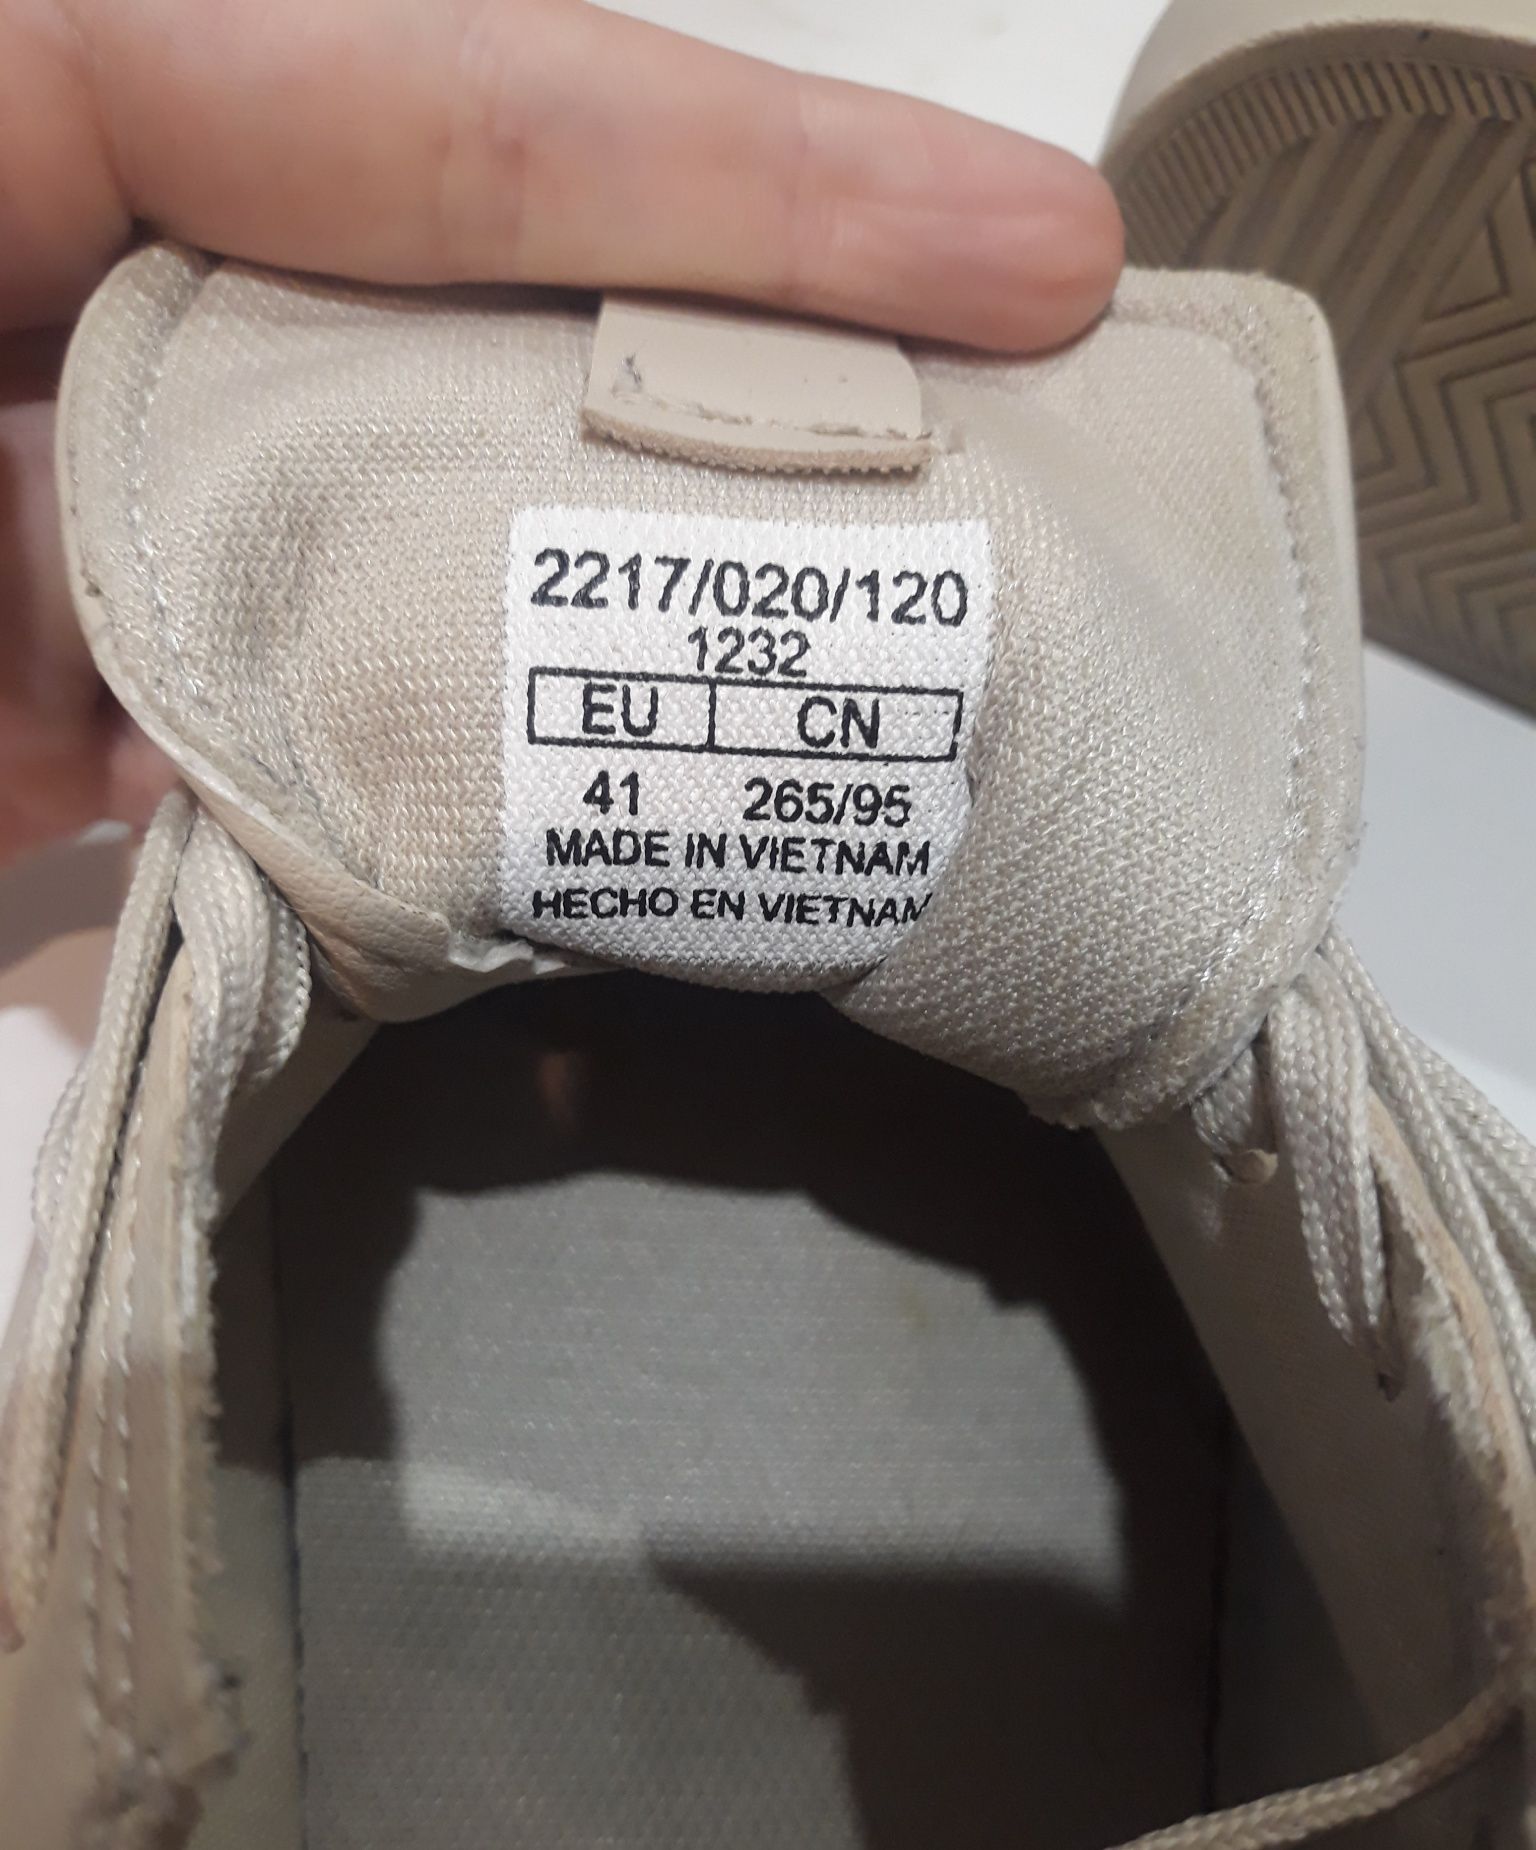 2217/020/120
1232
EU CN
41 265/95
MADE IN VIETNAM
HECHO EN VIETNAM